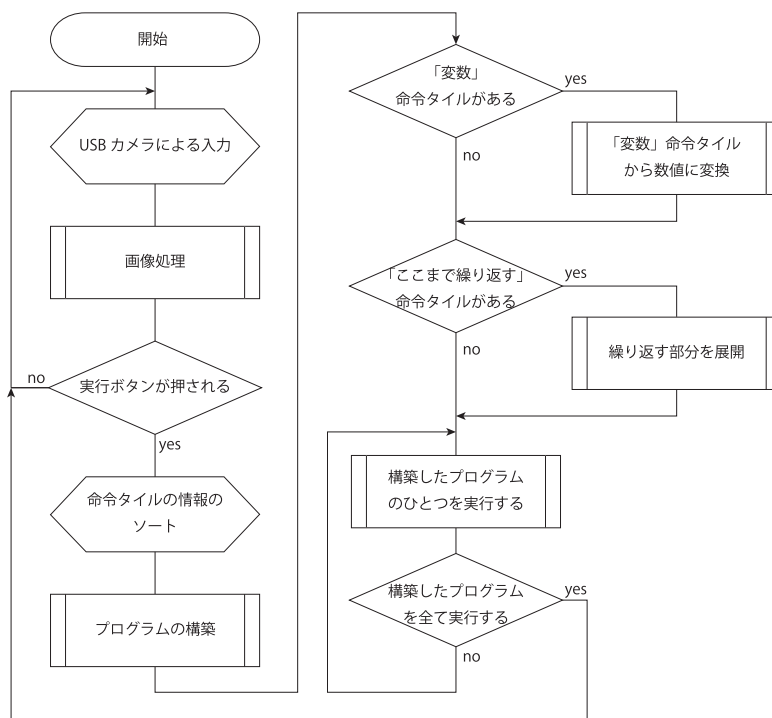 開始
USB カメラによる入力
画像処理
実行ボタンが押される
no
yes
命令タイルの情報の
ソート
プログラムの構築
「変数」
命令タイルがある
yes
no
「変数」命令タイル
から数値に変換
「ここまで繰り返す」
命令タイルがある
yes
no
繰り返す部分を展開
構築したプログラム
のひとつを実行する
構築したプログラム
を全て実行する
yes
no